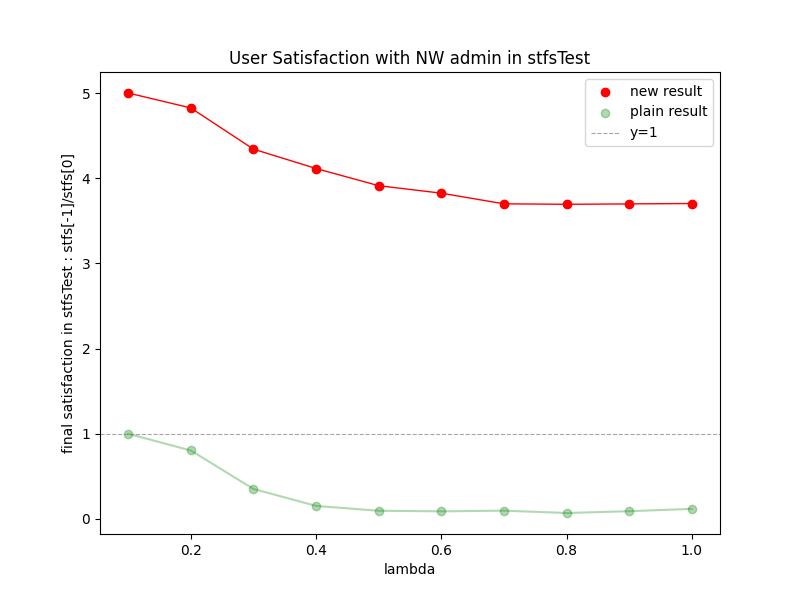 User Satisfaction with NW admin in stfsTest
new result
plain result
y=1
final satisfaction in stfsTest : stfs[-1]/stfs[0]
5
4
3
2
1
0
0.2 0.4 0.6 0.8 1.0
lambda